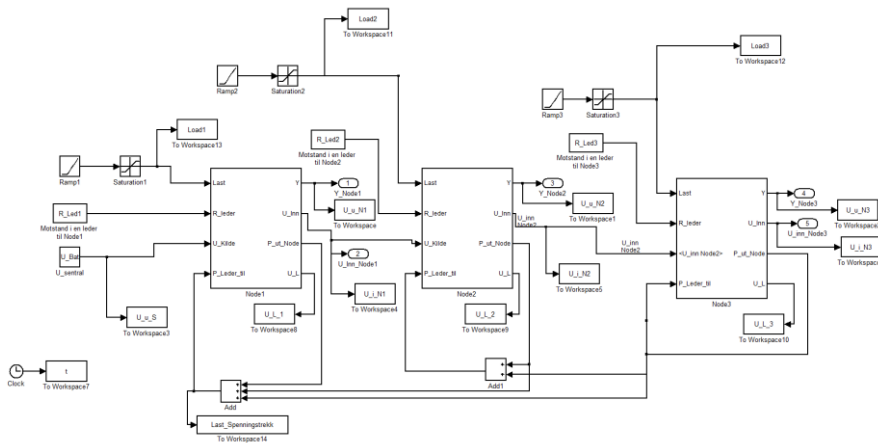 Load2
To Workspace11
Load3
To Workspace12
Ramp2
Saturation2
Ramp3
Saturation3
Load1
To Workspace13
R_Led2
Motstand i en leder
til Node2
R_Led3
Motstand i en leder
til Node3
Ramp1
Saturation1
Last
R_leder
U_Kilde
P_Leder_til
Y
U_Inn
P_ut_Node
U_L
Node1
1
Y_Node1
U_u_N1
To Workspace
2
U_Inn_Node1
U_i_N1
To Workspace4
U_L_1
To Workspace8
R_Led1
Motstand i en leder
til Node1
U_Bat
U_sentral
U_u_S
To Workspace3
Last
R_leder
U_Kilde
P_Leder_til
Y
U_Inn
P_ut_Node
U_L
Node2
3
Y_Node2
U_u_N2
To Workspace1
U_inn
Node2
U_inn
Node2
U_i_N2
To Workspace5
U_L_2
To Workspace9
Last
R_leder
<U_inn Node2>
P_Leder_til
Y
U_Inn
P_ut_Node
U_L
Node3
4
Y_Node3
U_u_N3
To Workspace
5
U_inn_Node3
U_i_N3
To Workspace
U_L_3
To Workspace10
Clock
t
To Workspace7
Add
Add1
Last_Spenningstrekk
To Workspace14